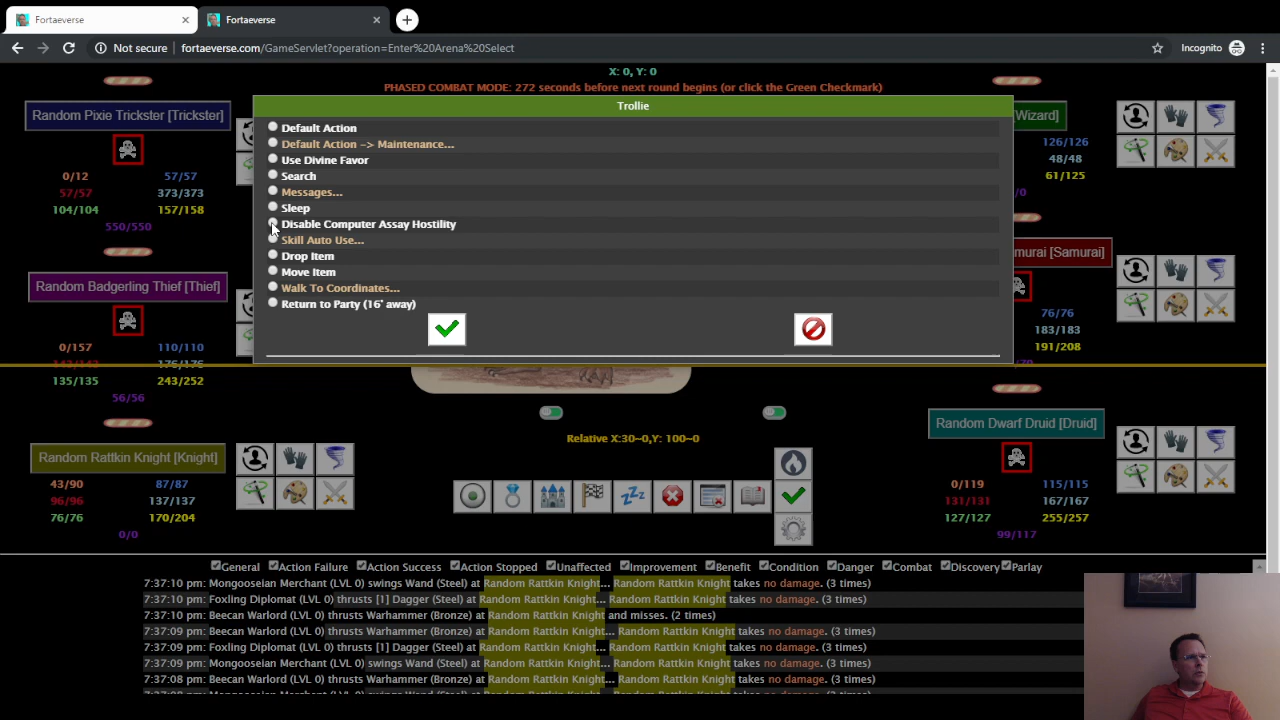 Fortaeverse
Fortaeverse
Not secure
fortaeverse.com/GameServlet?operation=Enter%20Arena%20Select
Incognito
X: 0, Y: 0
PHASED COMBAT MODE: 272 seconds before next round begins (or click the Green Checkmark)
Trollie
Default Action
Default Action -> Maintenance...
Use Divine Favor
Search
Messages...
Sleep
Disable Computer Assay Hostility
Skill Auto Use...
Drop Item
Move Item
Walk To Coordinates...
Return to Party (16' away)
Random Pixie Trickster [Trickster]
0/12 57/57
57/57 373/373
104/104 157/158
550/550
Random Badgerling Thief [Thief]
0/157 110/110
176/176
135/135 243/252
56/56
Random Rattkin Knight [Knight]
43/90 87/87
96/96 137/137
76/76 170/204
0/0
[Wizard]
126/126
48/48
61/125
/0
murai [Samurai]
76/76
183/183
191/208
Random Dwarf Druid [Druid]
0/119 115/115
131/131 167/167
127/127 255/257
99/117
Relative X:30~0,Y: 100~0
General Action Failure Action Success Action Stopped Unaffected Improvement Benefit Condition Danger Combat Discovery Parlay
7:37:10 pm: Mongooseian Merchant (LVL 0) swings Wand (Steel) at Random Rattkin Knight... Random Rattkin Knight takes no damage. (3 times)
7:37:10 pm: Foxling Diplomat (LVL 0) thrusts [1] Dagger (Steel) at Random Rattkin Knight... Random Rattkin Knight takes no damage. (3 times)
7:37:10 pm: Beecan Warlord (LVL 0) thrusts Warhammer (Bronze) at Random Rattkin Knight and misses. (2 times)
7:37:09 pm: Beecan Warlord (LVL 0) thrusts Warhammer (Bronze) at Random Rattkin Knight... Random Rattkin Knight takes no damage. (3 times)
7:37:09 pm: Foxling Diplomat (LVL 0) thrusts [1] Dagger (Steel) at Random Rattkin Knight... Random Rattkin Knight takes no damage. (3 times)
7:37:09 pm: Mongooseian Merchant (LVL 0) swings Wand (Steel) at Random Rattkin Knight... Random Rattkin Knight takes no damage. (3 times)
7:37:08 pm: Beecan Warlord (LVL 0) thrusts Warhammer (Bronze) at Random Rattkin Knight... Random Rattkin Knight takes no damage. (3 times)